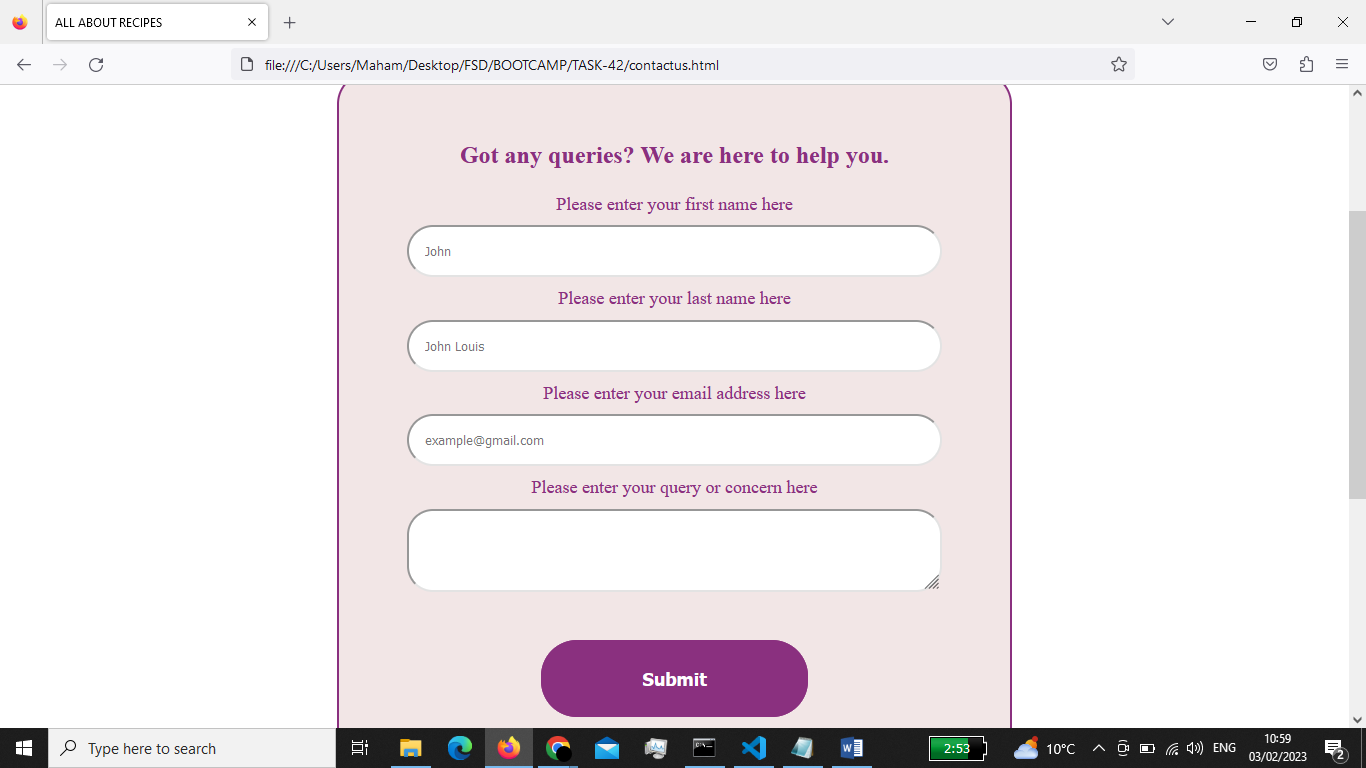 ALL ABOUT RECIPES
file:///C:/Users/Maham/Desktop/FSD/BOOTCAMP/TASK-42/contactus.html
Got any queries? We are here to help you.
Please enter your first name here
John
Please enter your last name here
John Louis
Please enter your email address here
example@gmail.com
Please enter your query or concern here
Submit
Type here to search
2:53
10°C
ENG
10:59
03/02/2023
2